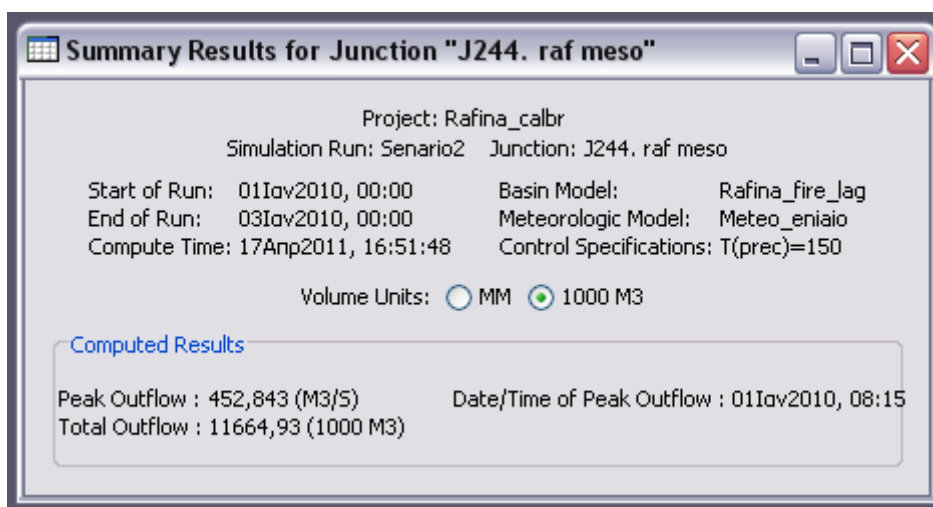 Summary Results for Junction "J244. raf meso"
Project: Rafina_calbr
Simulation Run: Senario2 Junction: J244. raf meso
Start of Run: 01Ιαν2010, 00:00 Basin Model: Rafina_fire_lag
End of Run: 03Ιαν2010, 00:00 Meteorologic Model: Meteo_eniaio
Compute Time: 17Απρ2011, 16:51:48 Control Specifications: T(prec)=150
Volume Units: MM 1000 M3
Computed Results
Peak Outflow : 452,843 (M3/S) Date/Time of Peak Outflow : 01Ιαν2010, 08:15
Total Outflow : 11664,93 (1000 M3)